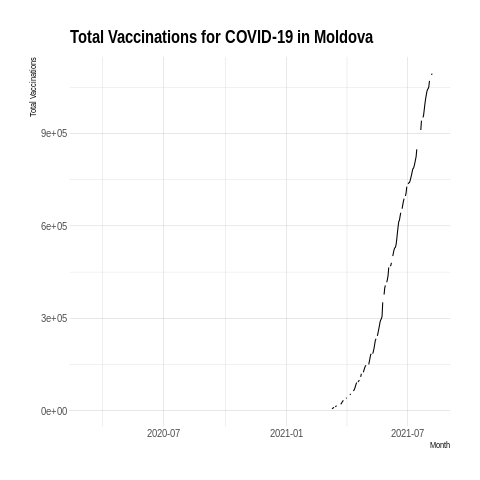 Total Vaccinations for COVID-19 in Moldova
Total Vaccinations
9e+05
6e+05
3e+05
0e+00
2020-07
2021-01
2021-07
Month